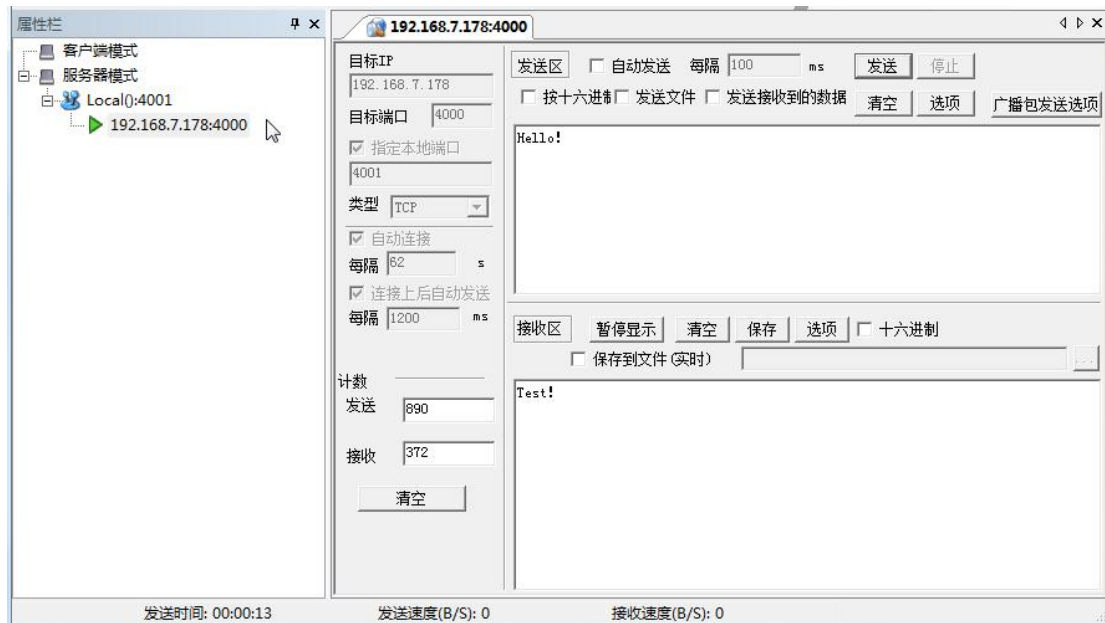 属性栏
客户端模式
服务器模式
Local():4001
192.168.7.178:4000
192.168.7.178:4000
目标IP
192.168.7.178
目标端口 4000
指定本地端口
4001
类型 TCP
自动连接
每隔 62 s
连接上后自动发送
每隔 1200 ms
计数
发送 890
接收 372
清空
发送区 自动发送 每隔 100 ms 发送 停止
按十六进制 发送文件 发送接收到的数据 清空 选项 广播包发送选项
Hello!
接收区 暂停显示 清空 保存 选项 十六进制
保存到文件(实时) ...
Test!
发送时间: 00:00:13 发送速度(B/S): 0 接收速度(B/S): 0